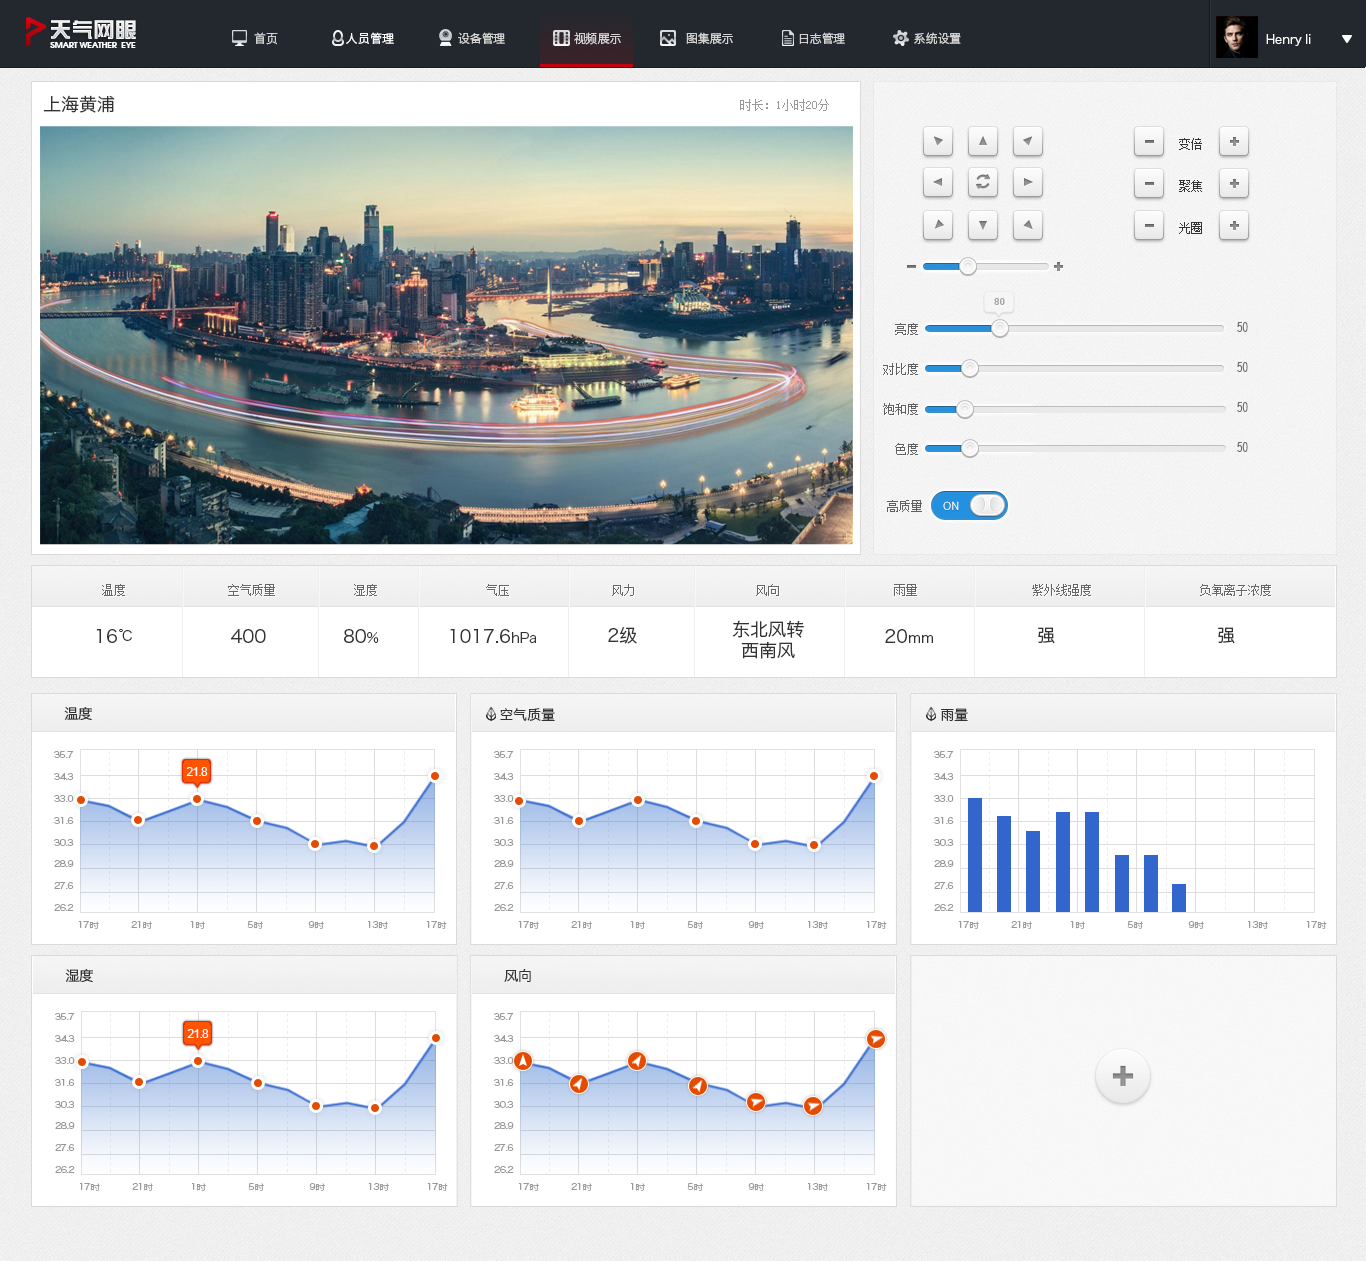 天气网眼
SMART WEATHER EYE
首页 人员管理 设备管理 视频展示 图集展示 日志管理 系统设置
Henry li
上海黄浦
时长：1小时20分
变倍
聚焦
光圈
80
亮度 50
对比度 50
饱和度 50
色度 50
高质量 ON
温度 空气质量 湿度 气压 风力 风向 雨量 紫外线强度 负氧离子浓度
16℃ 400 80% 1017.6hPa 2级 东北风转 20mm 强 强
西南风
温度
35.7
34.3
33.0
31.6
30.3
28.9
27.6
26.2
21.8
17时 21时 1时 5时 9时 13时 17时
空气质量
35.7
34.3
33.0
31.6
30.3
28.9
27.6
26.2
17时 21时 1时 5时 9时 13时 17时
雨量
35.7
34.3
33.0
31.6
30.3
28.9
27.6
26.2
17时 21时 1时 5时 9时 13时 17时
湿度
35.7
34.3
33.0
31.6
30.3
28.9
27.6
26.2
21.8
17时 21时 1时 5时 9时 13时 17时
风向
35.7
34.3
33.0
31.6
30.3
28.9
27.6
26.2
17时 21时 1时 5时 9时 13时 17时